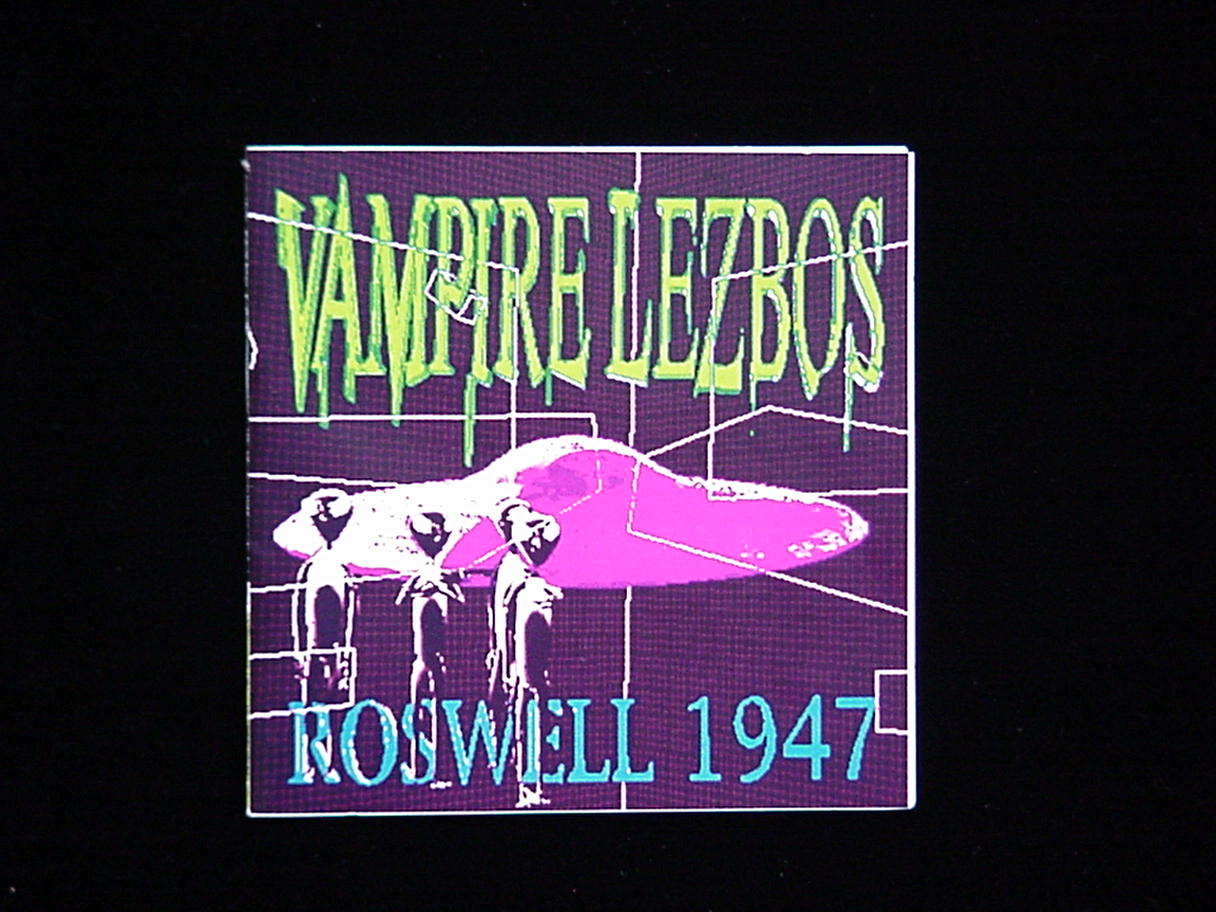 VAMPIRE LEZBOS
ROSWELL 1947